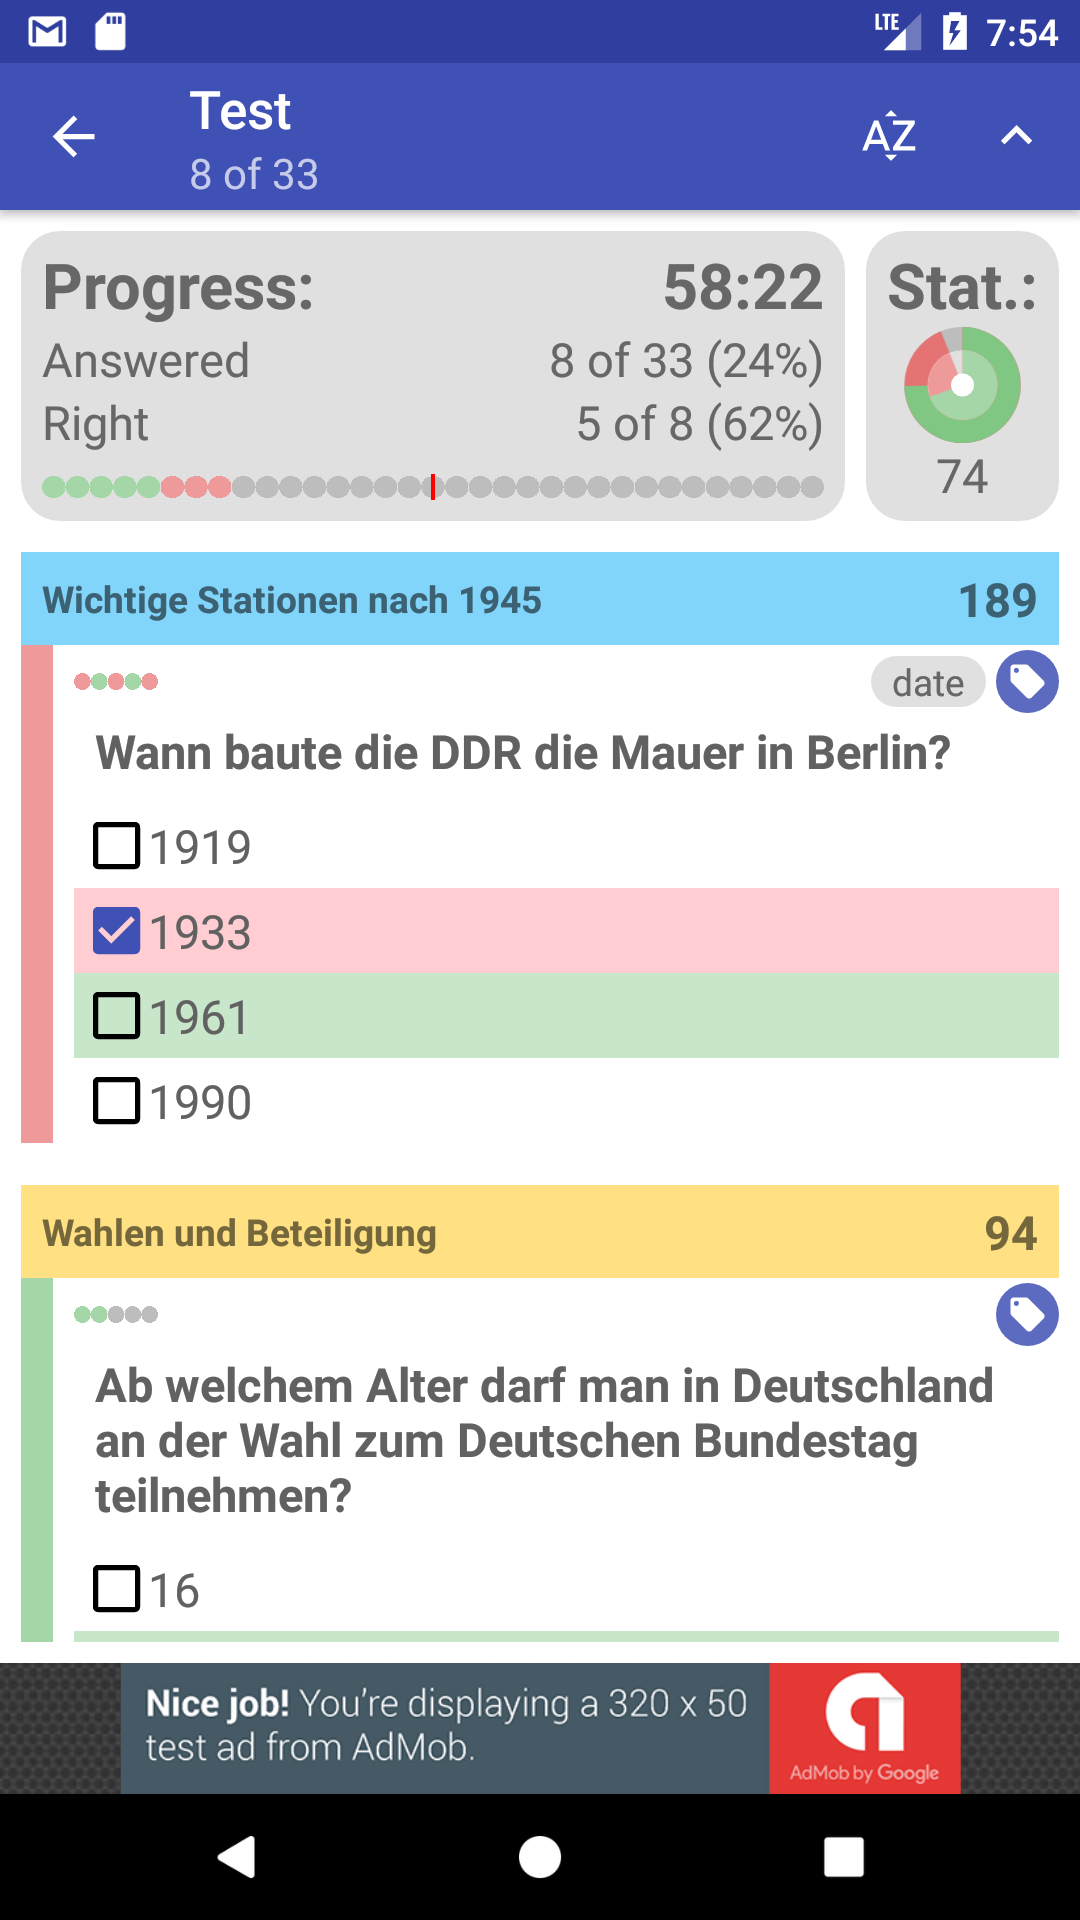 LTE 7:54
Test
8 of 33
AZ
Progress: 58:22
Answered 8 of 33 (24%)
Right 5 of 8 (62%)
Stat.:
74
Wichtige Stationen nach 1945 189
date
Wann baute die DDR die Mauer in Berlin?
1919
1933
1961
1990
Wahlen und Beteiligung 94
Ab welchem Alter darf man in Deutschland
an der Wahl zum Deutschen Bundestag
teilnehmen?
16
Nice job! You're displaying a 320 x 50
test ad from AdMob.
AdMob by Google